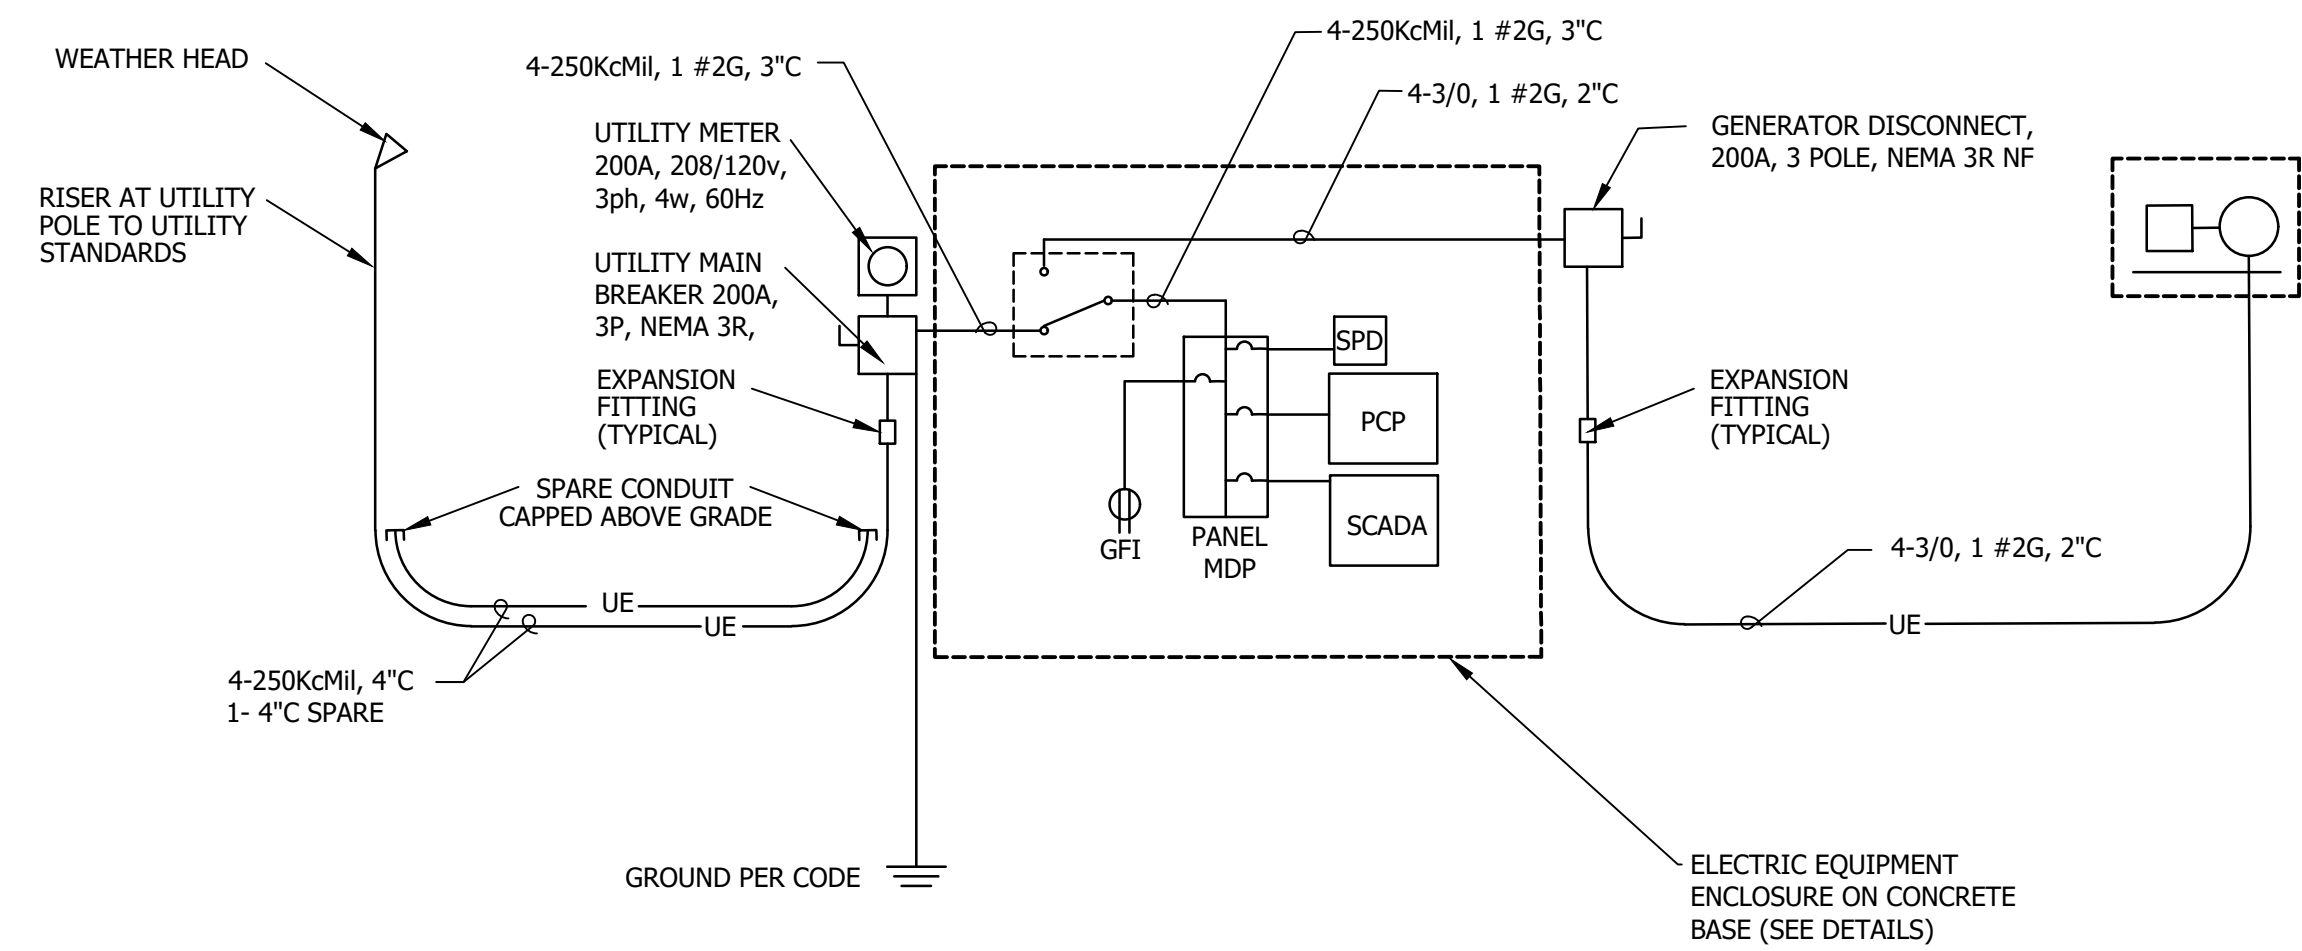 WEATHER HEAD
RISER AT UTILITY
POLE TO UTILITY
STANDARDS
4-250KcMil, 1 #2G, 3"C
UTILITY METER
200A, 208/120v,
3ph, 4w, 60Hz
UTILITY MAIN
BREAKER 200A,
3P, NEMA 3R,
EXPANSION
FITTING
(TYPICAL)
SPARE CONDUIT
CAPPED ABOVE GRADE
UE
UE
4-250KcMil, 4"C
1- 4"C SPARE
GROUND PER CODE
4-250KcMil, 1 #2G, 3"C
4-3/0, 1 #2G, 2"C
SPD
PCP
SCADA
GFI
PANEL
MDP
GENERATOR DISCONNECT,
200A, 3 POLE, NEMA 3R NF
EXPANSION
FITTING
(TYPICAL)
4-3/0, 1 #2G, 2"C
UE
ELECTRIC EQUIPMENT
ENCLOSURE ON CONCRETE
BASE (SEE DETAILS)